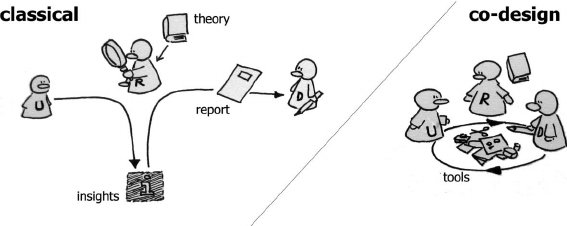 classical
theory
R
U
report
D
i
insights
co-design
R
U
D
tools